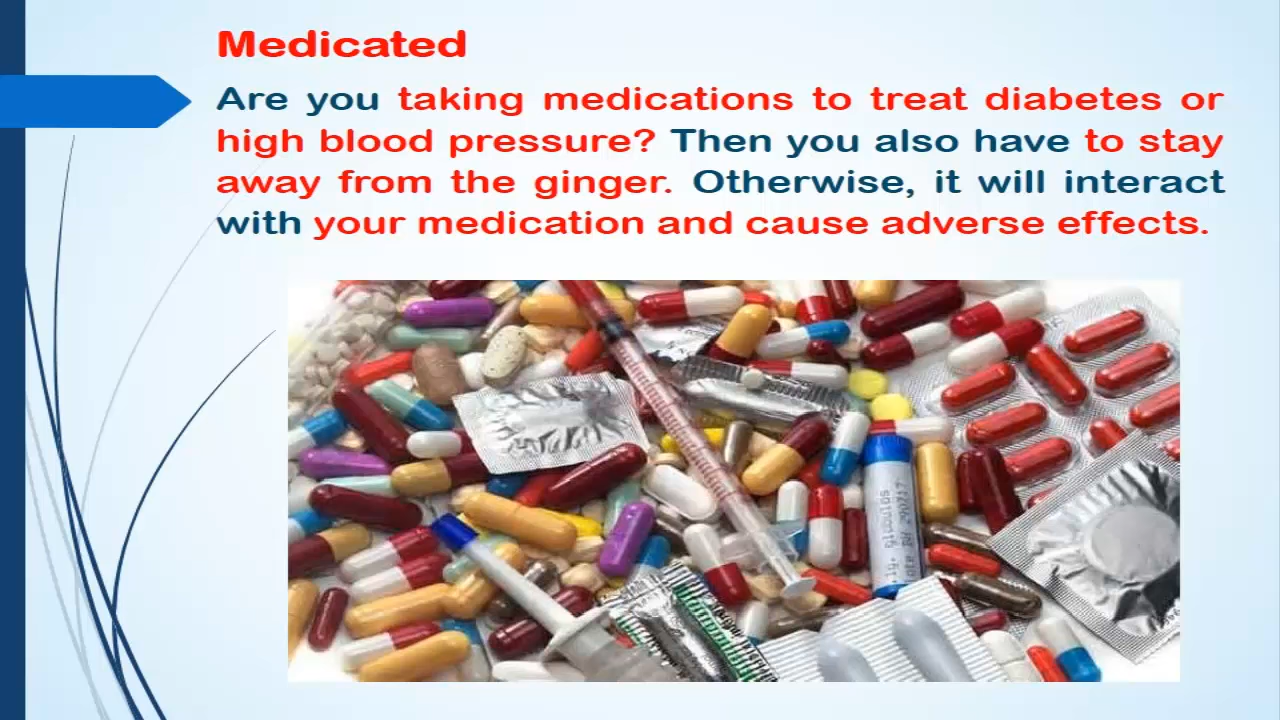 Medicated
Are you taking medications to treat diabetes or
high blood pressure? Then you also have to stay
away from the ginger. Otherwise, it will interact
with your medication and cause adverse effects.